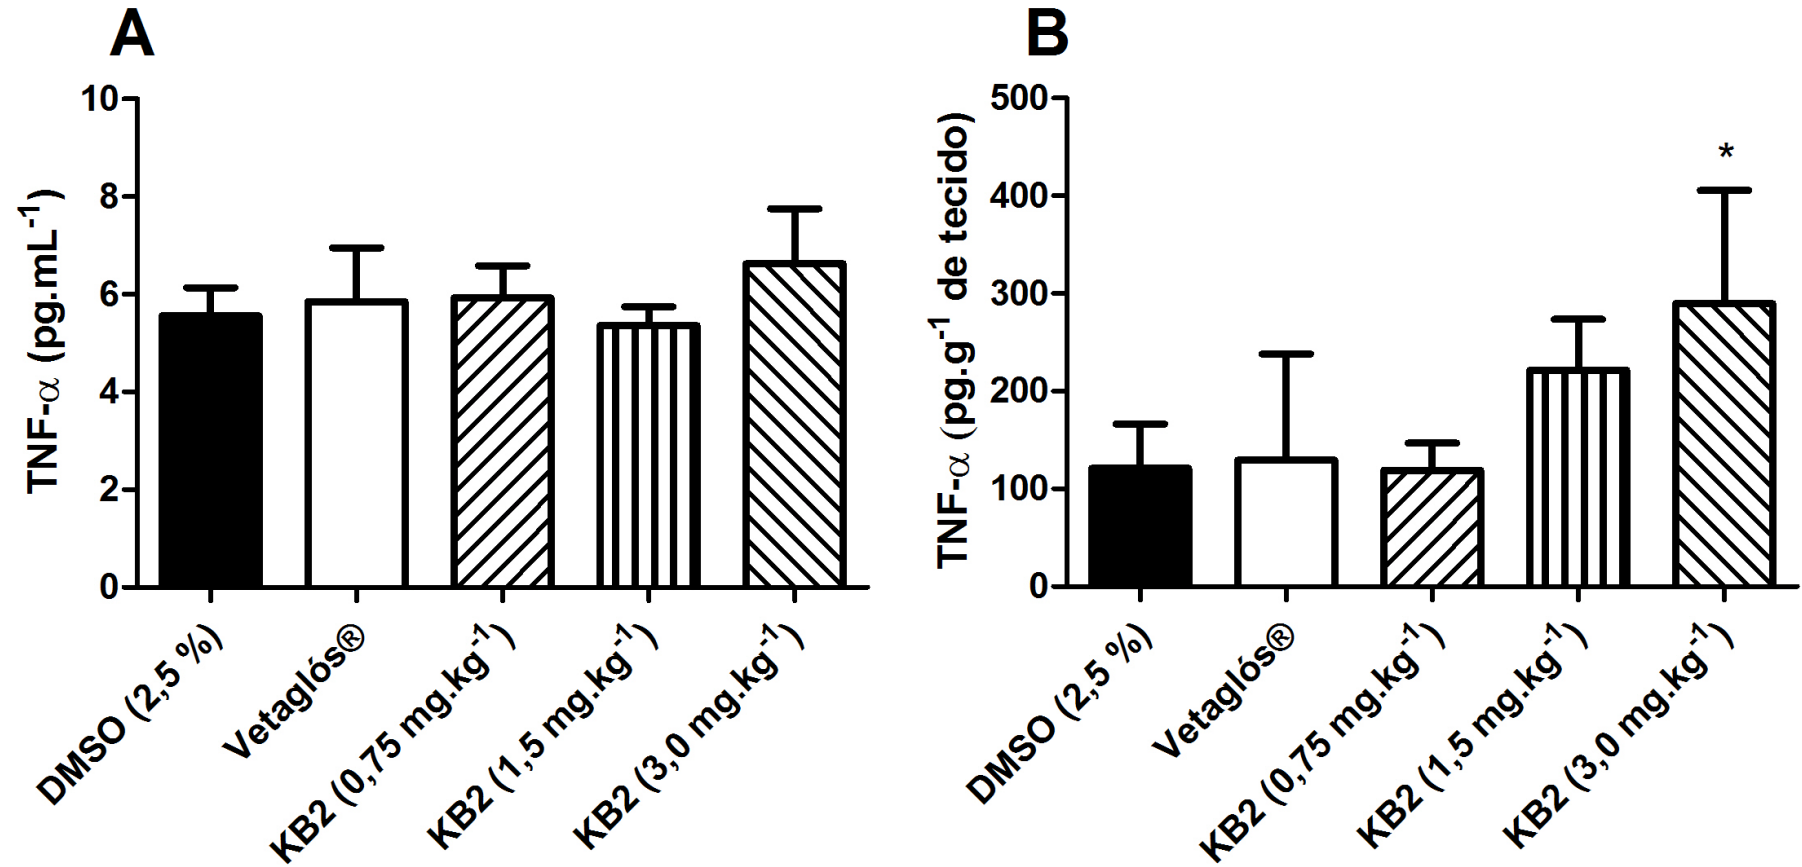 A
TNF-α (pg.mL⁻¹)
10
8
6
4
2
0
DMSO (2,5 %)
Vetaglós®
KB2 (0,75 mg.kg⁻¹)
KB2 (1,5 mg.kg⁻¹)
KB2 (3,0 mg.kg⁻¹)
B
TNF-α (pg.g⁻¹ de tecido)
500
400
300
200
100
0
*
DMSO (2,5 %)
Vetaglós®
KB2 (0,75 mg.kg⁻¹)
KB2 (1,5 mg.kg⁻¹)
KB2 (3,0 mg.kg⁻¹)